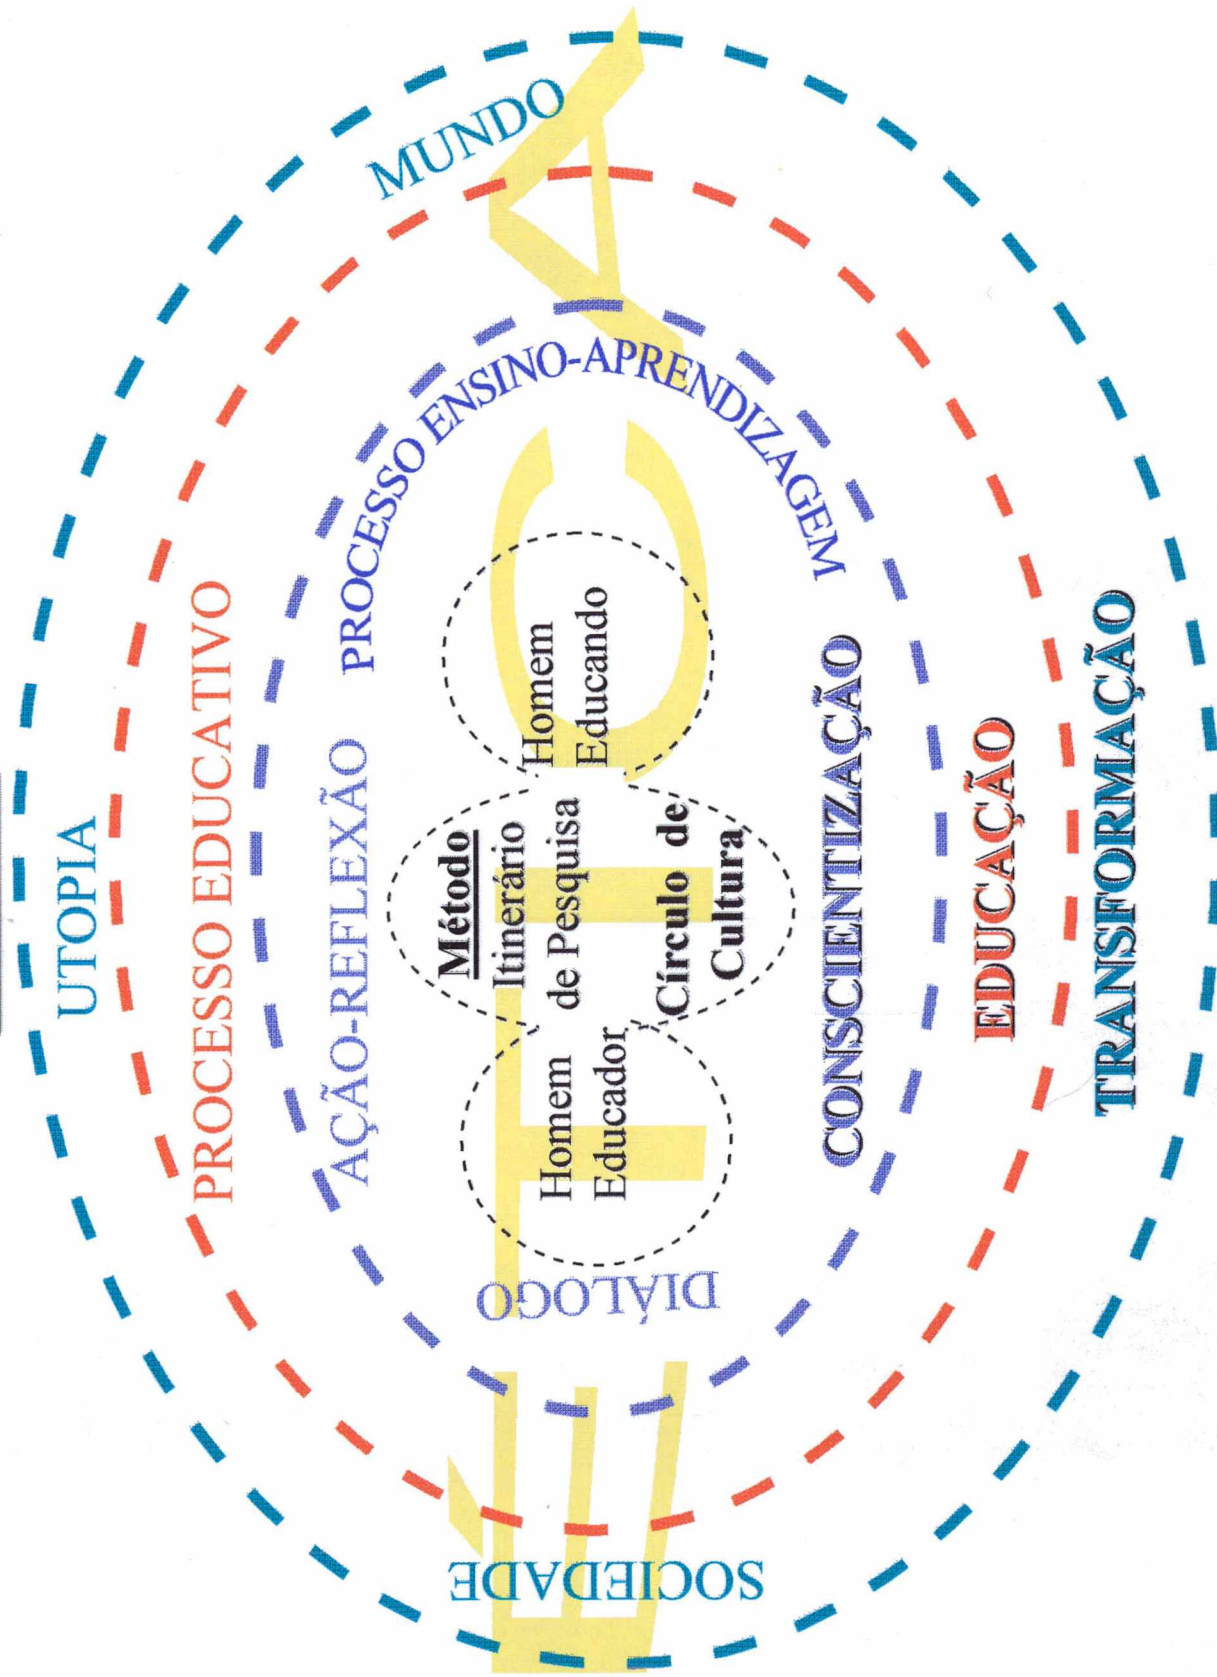 UTOPIA
PROCESSO EDUCATIVO
AÇÃO-REFLEXÃO
PROCESSO ENSINO-APRENDIZAGEM
MUNDO
SOCIEDADE
DIÁLOGO
ÉTICA
Homem
Educador
Método
Itinerário
de Pesquisa
Círculo de
Cultura
Homem
Educando
CONSCIENTIZAÇÃO
EDUCAÇÃO
TRANSFORMAÇÃO